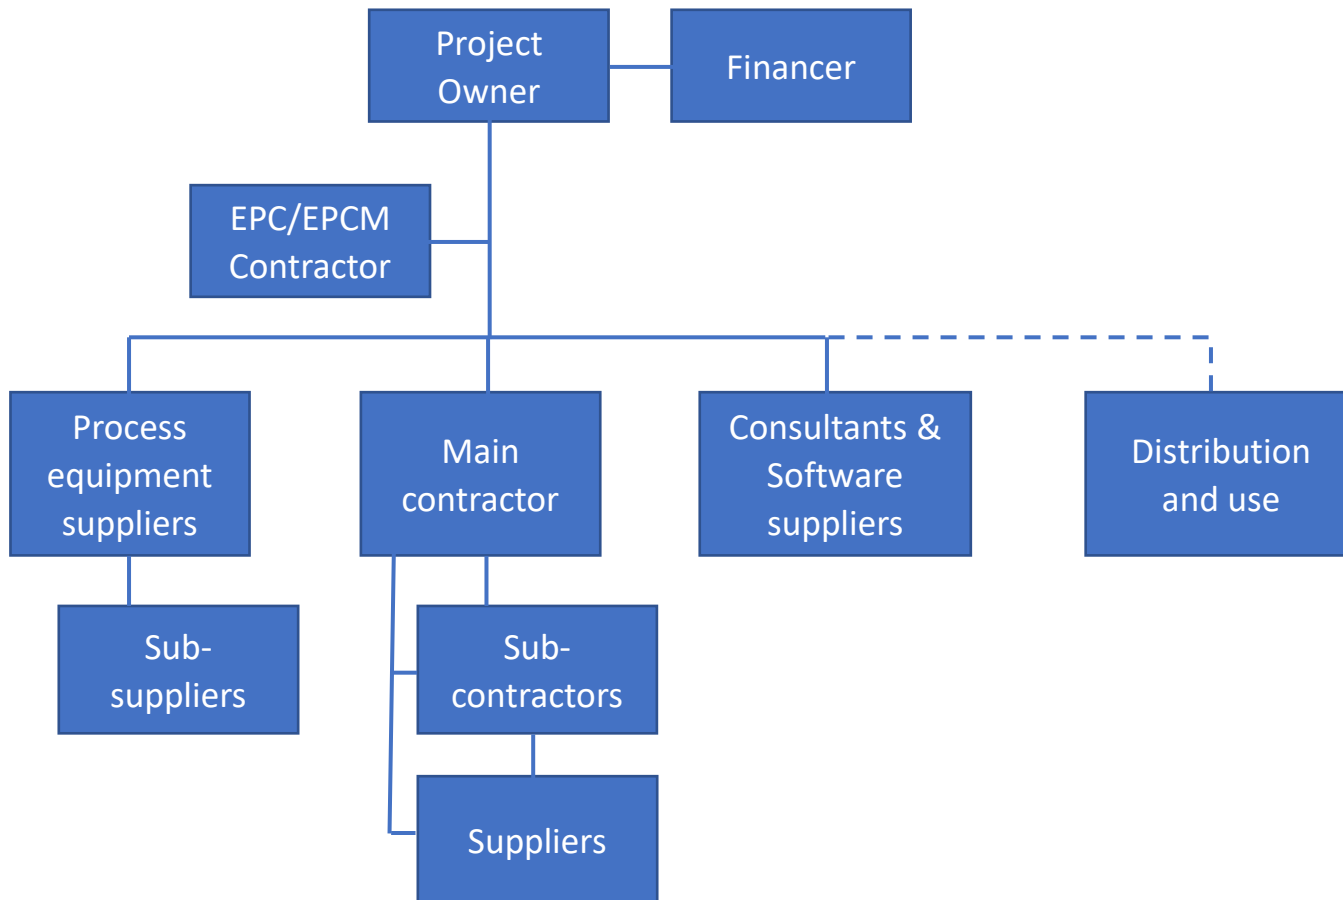 Project
Owner
Financer
EPC/EPCM
Contractor
Process
equipment
suppliers
Main
contractor
Consultants &
Software
suppliers
Distribution
and use
Sub-
suppliers
Sub-
contractors
Suppliers